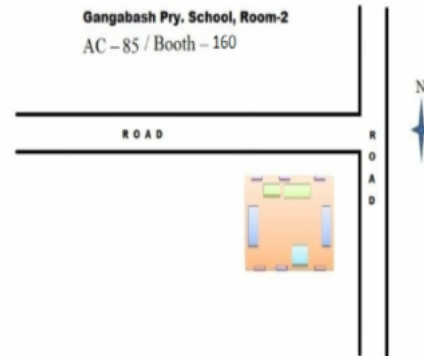 Gangabash Pry. School, Room-2
AC – 85 / Booth – 160
N
ROAD
ROAD